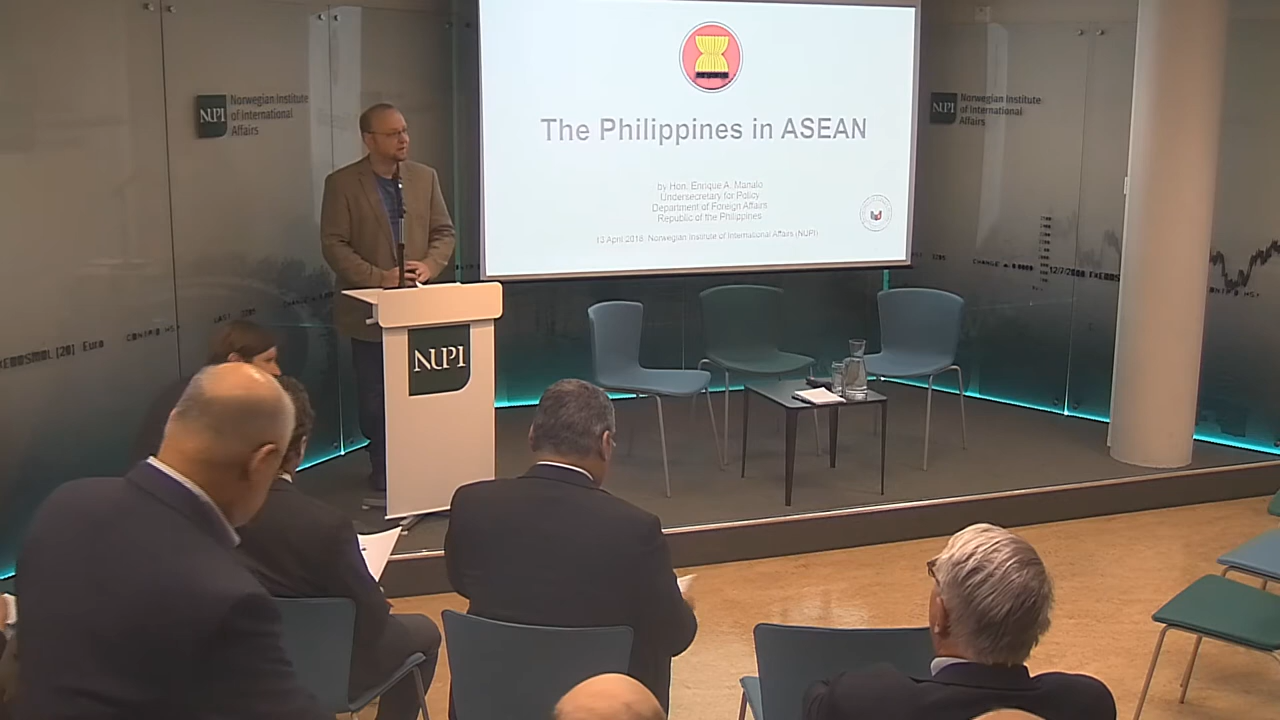 NUPI
Norwegian Institute
of International
Affairs
The Philippines in ASEAN
by Hon. Enrique A. Manalo
Undersecretary for Policy
Department of Foreign Affairs
Republic of the Philippines
13 April 2018, Norwegian Institute of International Affairs (NUPI)
NUPI
Norwegian Institute
of International
Affairs
NUPI
Euro